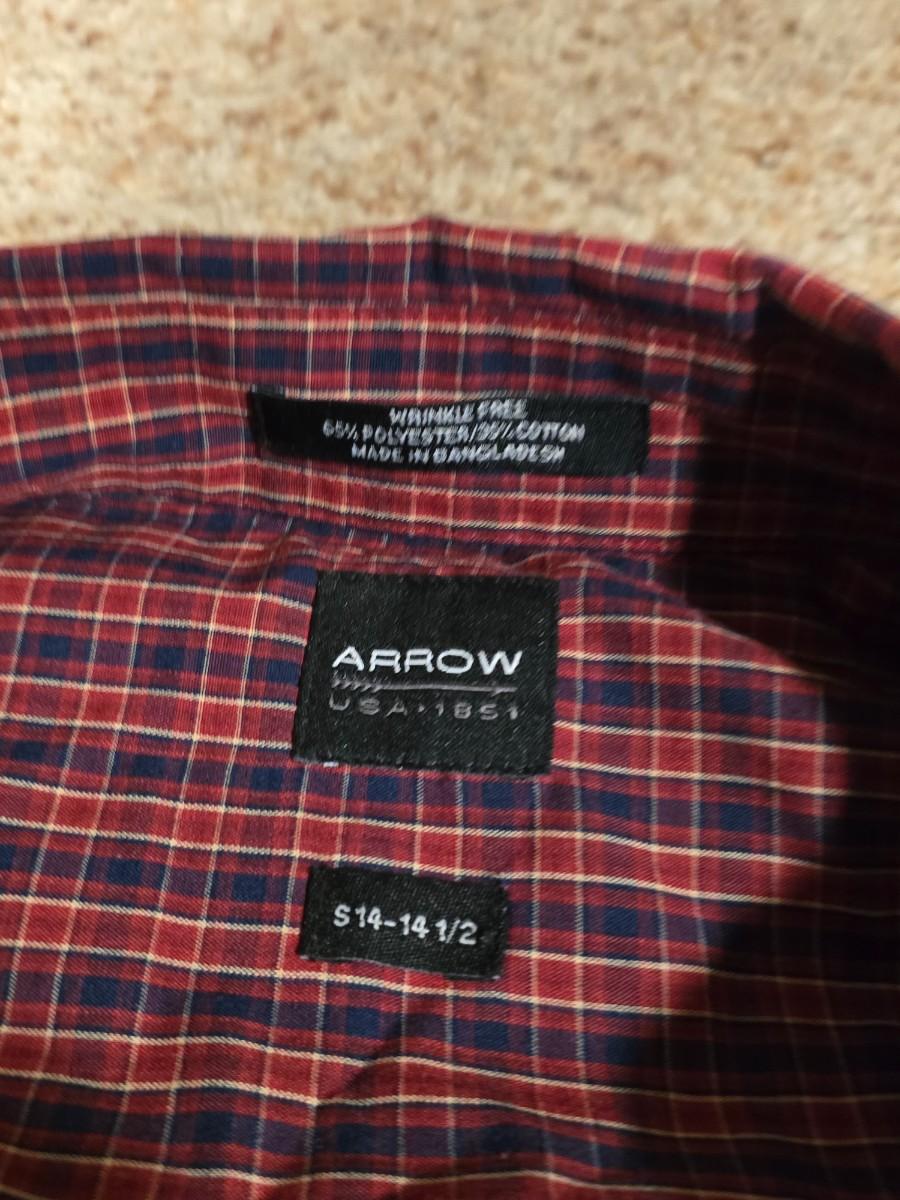 WRINKLE FREE
65% POLYESTER/35% COTTON
MADE IN BANGLADESH
ARROW
USA·1851
S 14-14 1/2